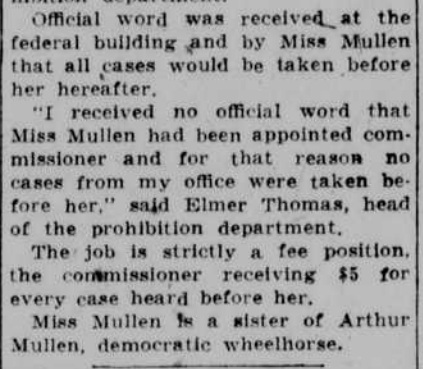 Official word was received at the
federal building and by Miss Mullen
that all cases would be taken before
her hereafter.
"I received no official word that
Miss Mullen had been appointed com-
missioner and for that reason no
cases from my office were taken be-
fore her," said Elmer Thomas, head
of the prohibition department.
The job is strictly a fee position,
the commissioner receiving $5 for
every case heard before her.
Miss Mullen is a sister of Arthur
Mullen, democratic wheelhorse.